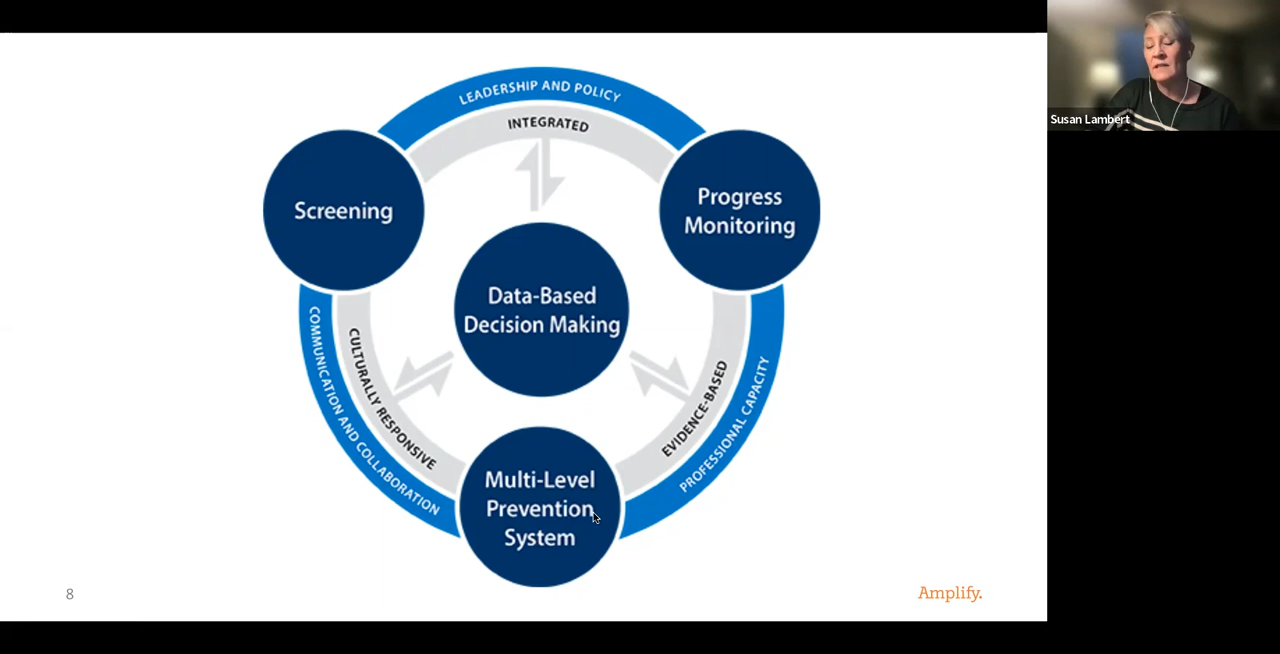 LEADERSHIP AND POLICY
INTEGRATED
Screening
Progress
Monitoring
Data-Based
Decision Making
COMMUNICATION AND COLLABORATION
CULTURALLY RESPONSIVE
EVIDENCE-BASED
PROFESSIONAL CAPACITY
Multi-Level
Prevention
System
8
Amplify.
Susan Lambert